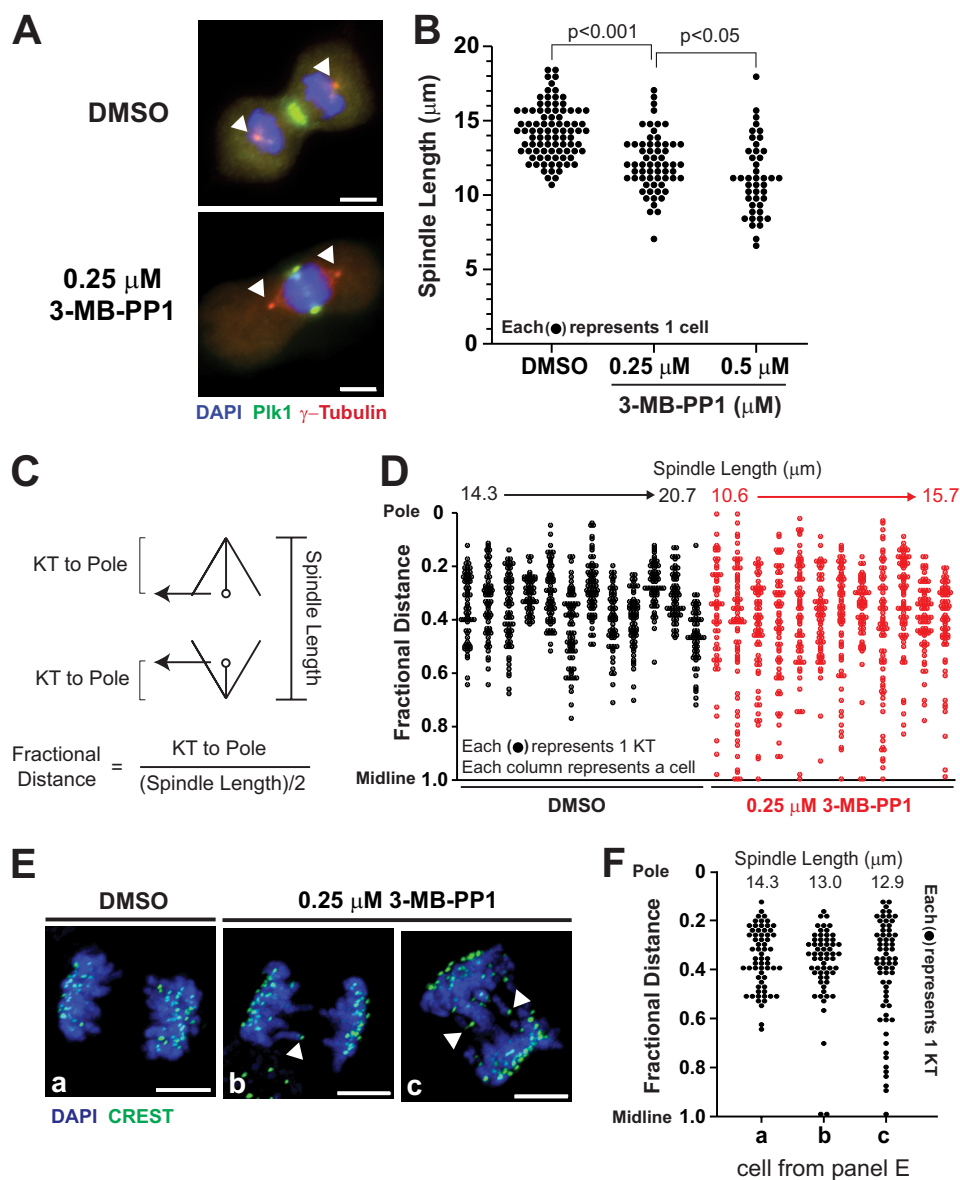 A
DMSO
0.25 μM
3-MB-PP1
DAPI Plk1 γ–Tubulin
B
p<0.001 p<0.05
Spindle Length (μm)
20
15
10
5
0
Each (●) represents 1 cell
DMSO 0.25 μM 0.5 μM
3-MB-PP1 (μM)
C
KT to Pole
KT to Pole
Spindle Length
Fractional Distance = KT to Pole
(Spindle Length)/2
D
Spindle Length (μm)
14.3 20.7 10.6 15.7
Pole 0
0.2
0.4
0.6
0.8
Midline 1.0
Fractional Distance
Each (●) represents 1 KT
Each column represents a cell
DMSO 0.25 μM 3-MB-PP1
E
DMSO 0.25 μM 3-MB-PP1
a b c
DAPI CREST
F
Spindle Length (μm)
14.3 13.0 12.9
Pole 0
0.2
0.4
0.6
0.8
Midline 1.0
Fractional Distance
Each (●) represents 1 KT
a b c
cell from panel E